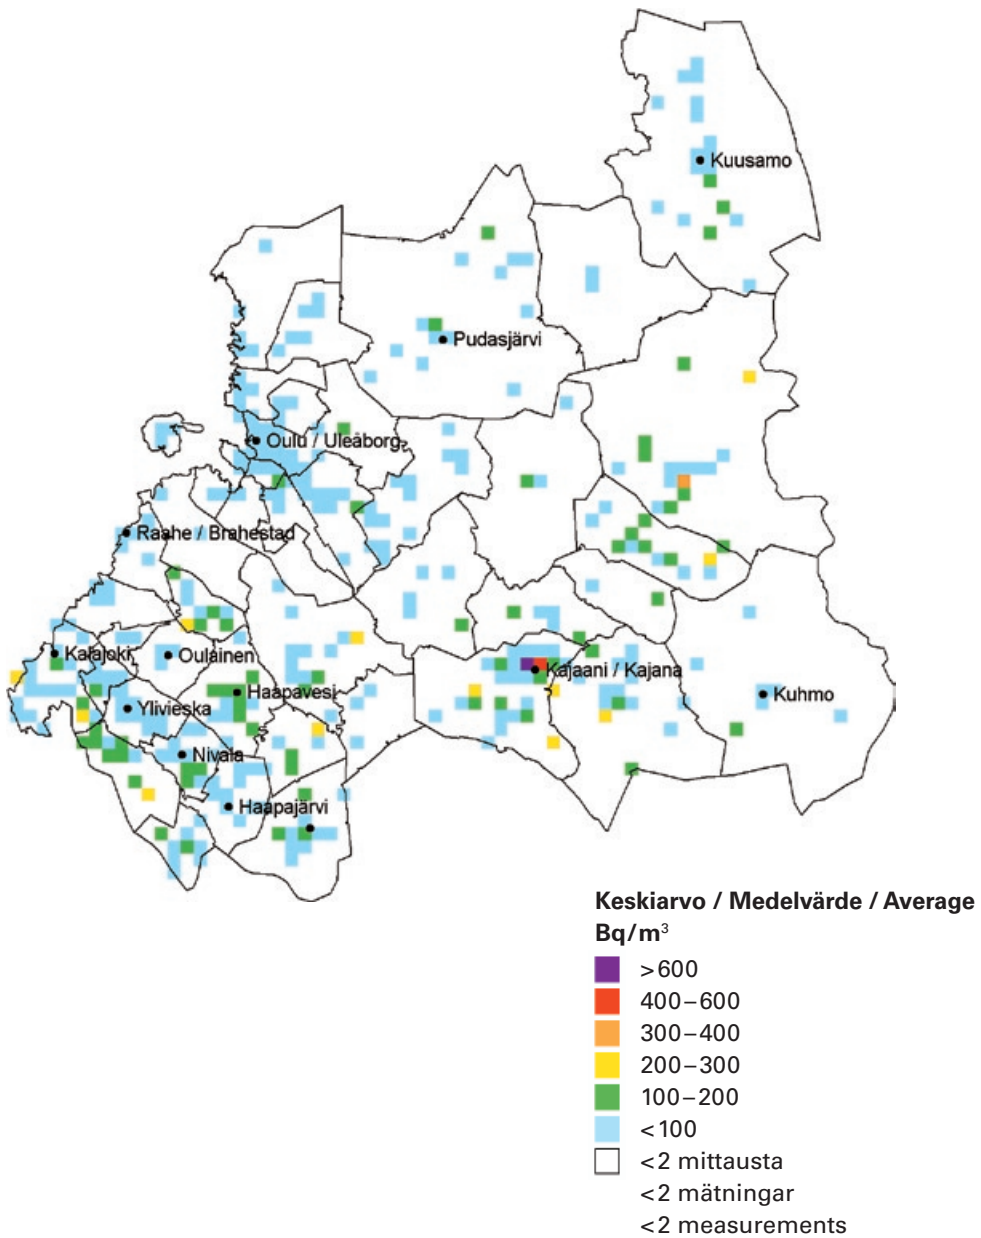 Kuusamo
Pudasjärvi
Oulu / Uleåborg
Raahe / Brahestad
Kalajoki
Oulainen
Kajaani / Kajana
Haapavesi
Kuhmo
Ylivieska
Nivala
Haapajärvi
Keskiarvo / Medelvärde / Average
Bq/m³
>600
400–600
300–400
200–300
100–200
<100
<2 mittausta
<2 mätningar
<2 measurements